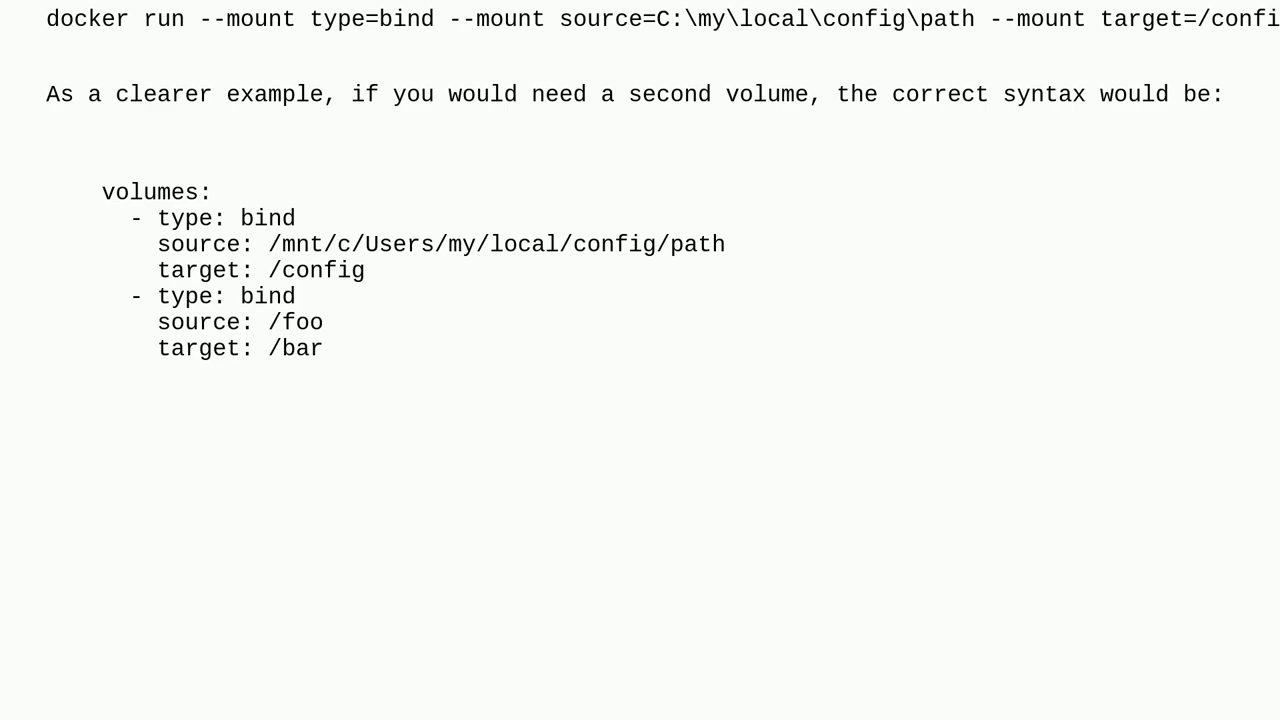 docker run --mount type=bind --mount source=C:\my\local\config\path --mount target=/confi
As a clearer example, if you would need a second volume, the correct syntax would be:
volumes:
- type: bind
source: /mnt/c/Users/my/local/config/path
target: /config
- type: bind
source: /foo
target: /bar